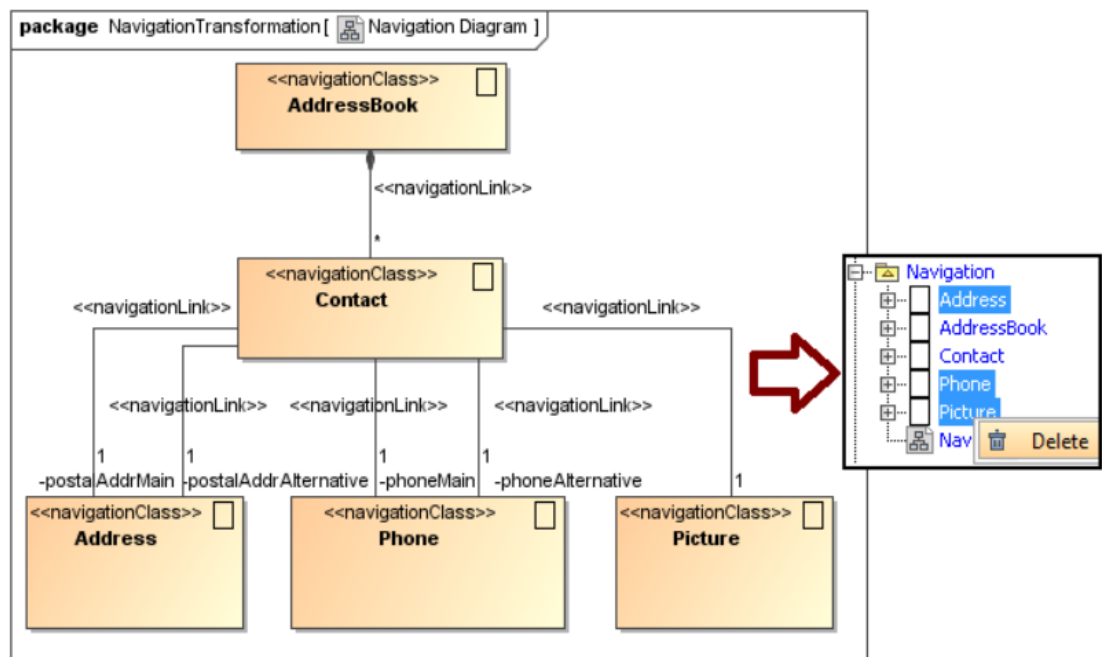 package NavigationTransformation [ Navigation Diagram ]
<<navigationClass>>
AddressBook
<<navigationLink>>
*
<<navigationClass>>
Contact
<<navigationLink>>
<<navigationLink>>
<<navigationLink>>
<<navigationLink>>
<<navigationLink>>
1
1
1
1
-postalAddrMain
-postalAddrAlternative
-phoneMain
-phoneAlternative
1
<<navigationClass>>
Address
<<navigationClass>>
Phone
<<navigationClass>>
Picture
Navigation
Address
AddressBook
Contact
Phone
Picture
Nav
Delete